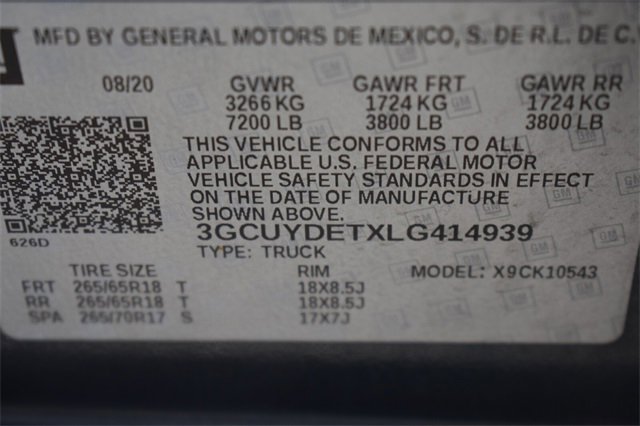 MFD BY GENERAL MOTORS DE MEXICO, S. DE R.L. DE C.V
08/20 GVWR GAWR FRT GAWR RR
3266 KG 1724 KG 1724 KG
7200 LB 3800 LB 3800 LB
THIS VEHICLE CONFORMS TO ALL
APPLICABLE U.S. FEDERAL MOTOR
VEHICLE SAFETY STANDARDS IN EFFECT
ON THE DATE OF MANUFACTURE
SHOWN ABOVE.
626D
3GCUYDETXLG414939
TYPE: TRUCK
TIRE SIZE RIM MODEL: X9CK10543
FRT 265/65R18 T 18X8.5J
RR 265/65R18 T 18X8.5J
SPA 265/70R17 S 17X7J